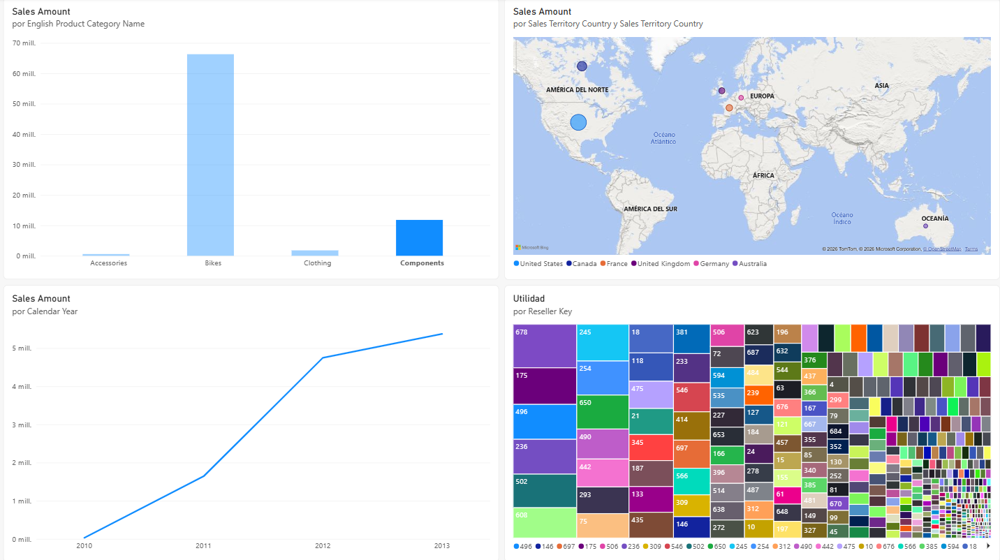 Sales Amount
por English Product Category Name
70 mill.
60 mill.
50 mill.
40 mill.
30 mill.
20 mill.
10 mill.
0 mill.
Accessories
Bikes
Clothing
Components
Sales Amount
por Sales Territory Country y Sales Territory Country
AMÉRICA DEL NORTE
EUROPA
ASIA
Océano
Atlántico
ÁFRICA
AMÉRICA DEL SUR
Océano
Índico
OCEANÍA
Microsoft Bing
© 2026 TomTom, © 2026 Microsoft Corporation, © OpenStreetMap Terms
United States Canada France United Kingdom Germany Australia
Sales Amount
por Calendar Year
5 mill.
4 mill.
3 mill.
2 mill.
1 mill.
0 mill.
2010
2011
2012
2013
Utilidad
por Reseller Key
678
175
496
236
502
608
245
254
650
490
442
293
75
18
118
475
21
345
187
133
435
381
233
546
414
697
566
309
146
506
72
594
535
227
653
166
396
514
638
272
623
687
484
239
127
184
24
278
487
312
10
196
632
544
63
676
121
457
15
155
61
648
197
376
437
366
167
667
355
85
340
385
481
149
327
4
299
79
684
352
130
252
81
670
99
45
496 146 697 175 506 236 309 546 502 650 245 254 312 490 442 475 10 676 566 385 594 18